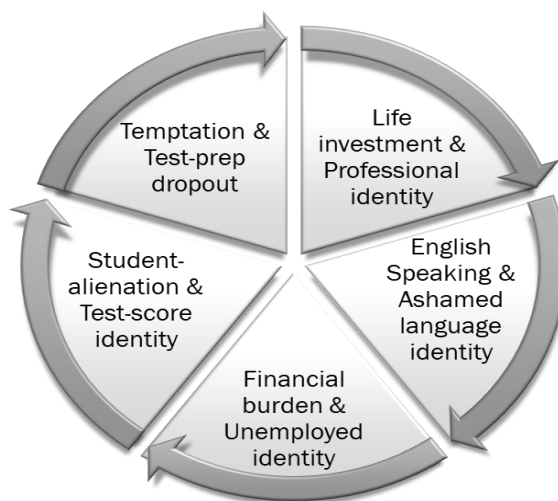 Temptation &
Test-prep
dropout
Life
investment &
Professional
identity
English
Speaking &
Ashamed
language
identity
Financial
burden &
Unemployed
identity
Student-
alienation &
Test-score
identity